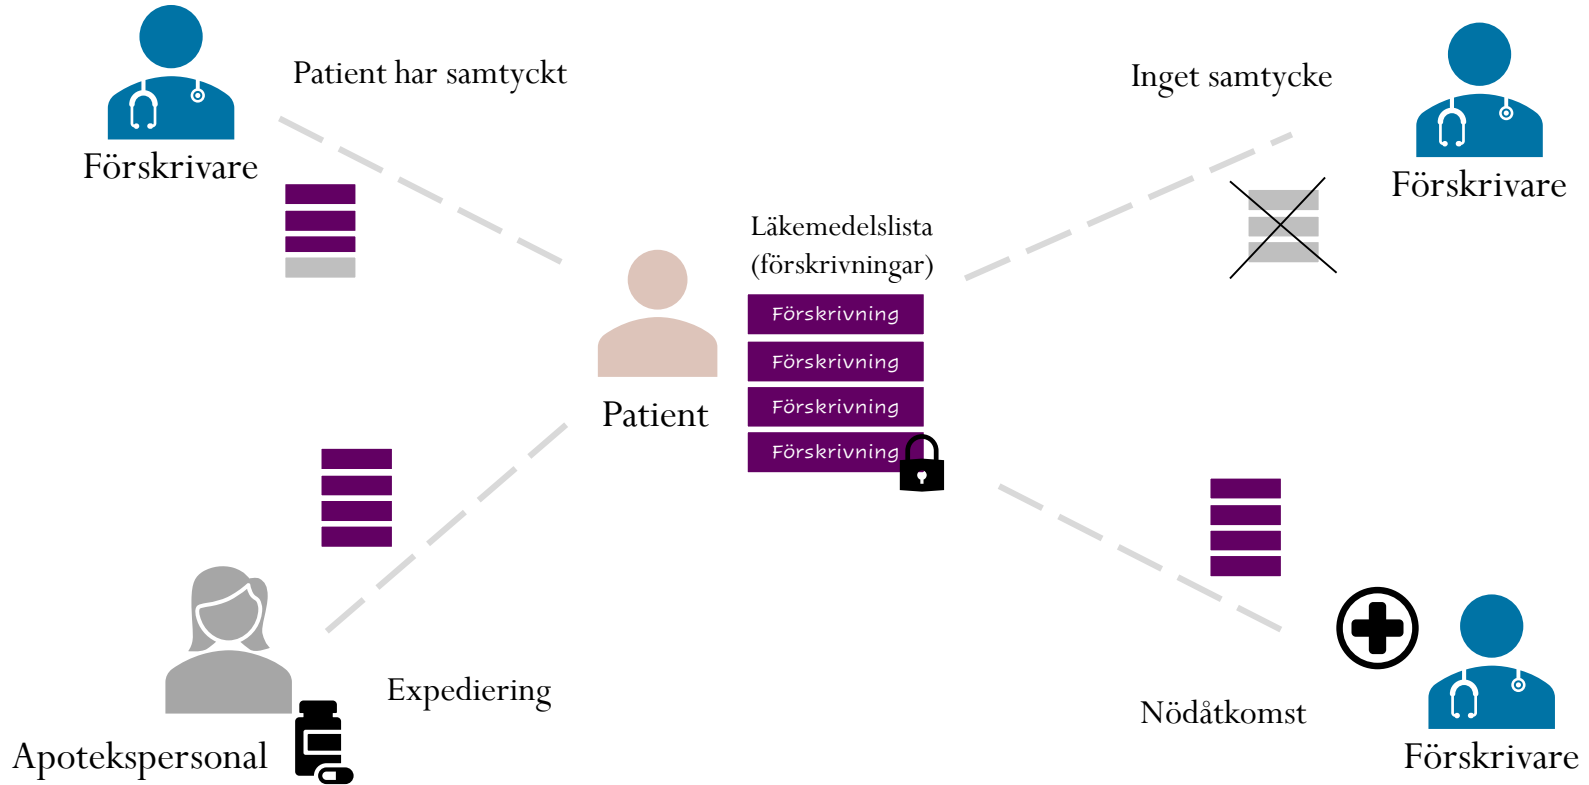 Patient har samtyckt
Förskrivare
Inget samtycke
Förskrivare
Läkemedelslista
(förskrivningar)
Förskrivning
Förskrivning
Förskrivning
Förskrivning
Patient
Expediering
Apotekspersonal
Nödåtkomst
Förskrivare